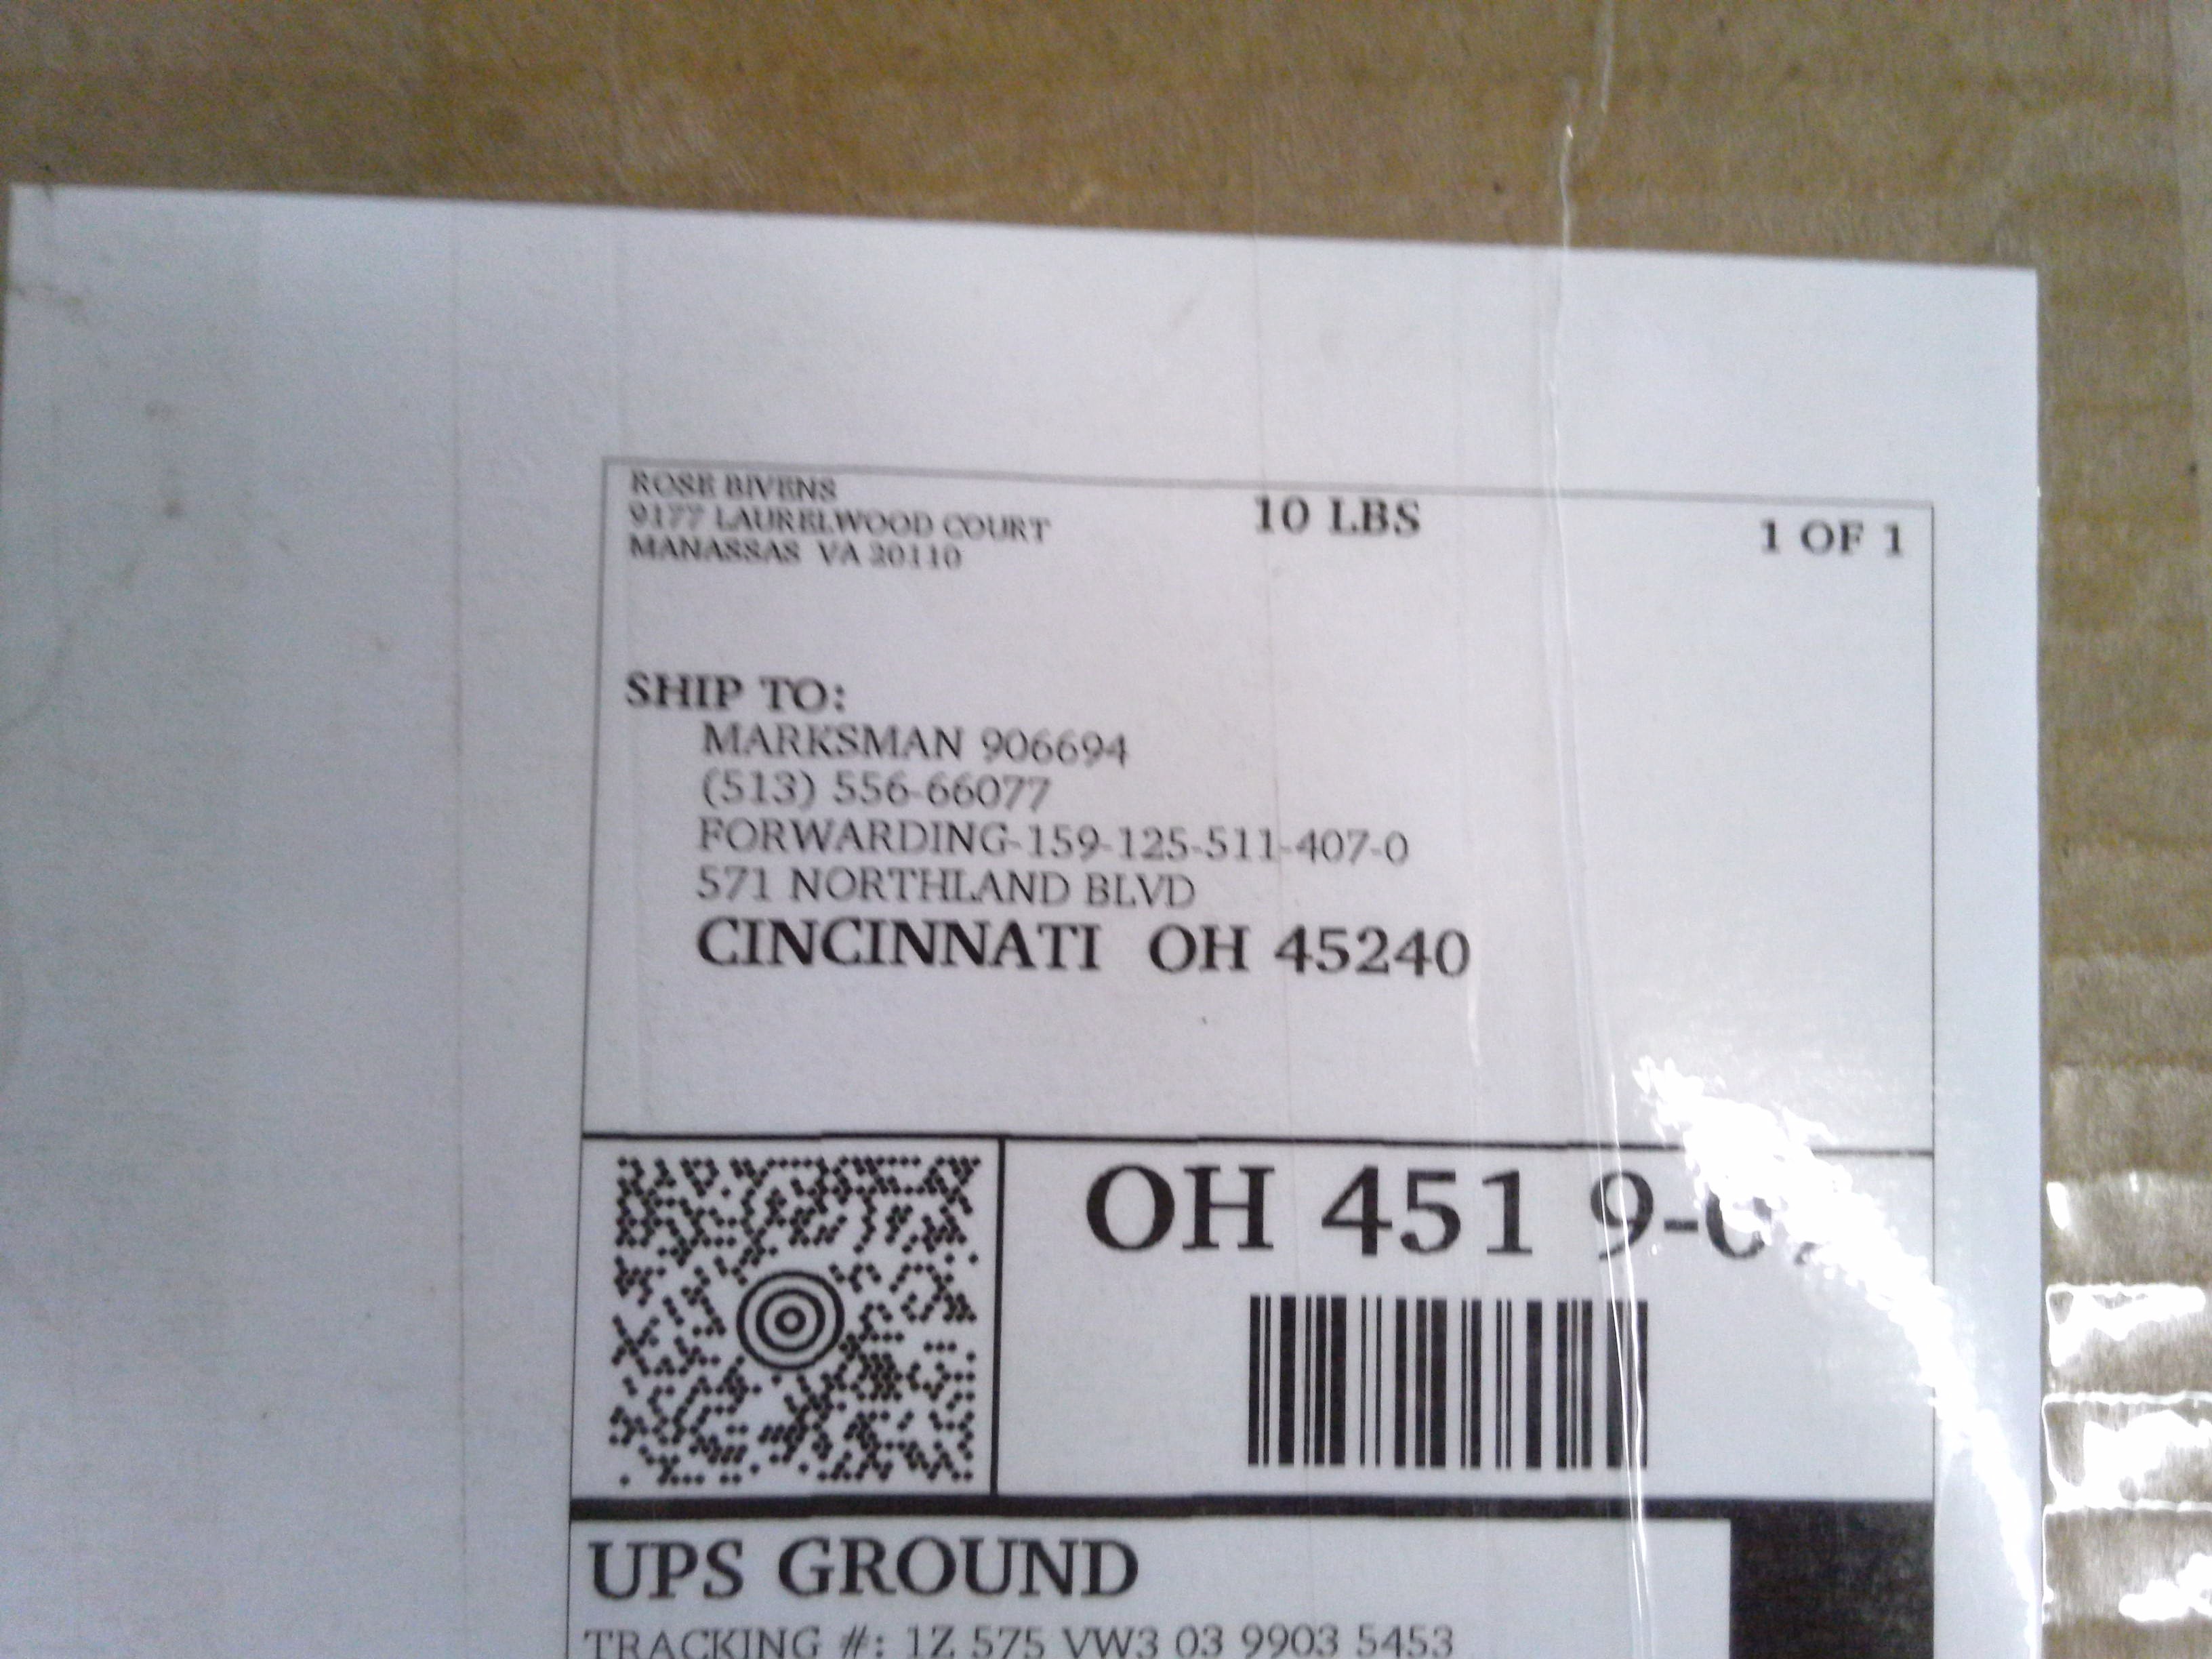 ROSE BIVENS
9177 LAURELWOOD COURT
MANASSAS VA 20110
10 LBS
1 OF 1
SHIP TO:
MARKSMAN 906694
(513) 556-66077
FORWARDING-159-125-511-407-0
571 NORTHLAND BLVD
CINCINNATI OH 45240
OH 451
UPS GROUND
TRACKING #: 1Z 575 VW3 03 9903 5453